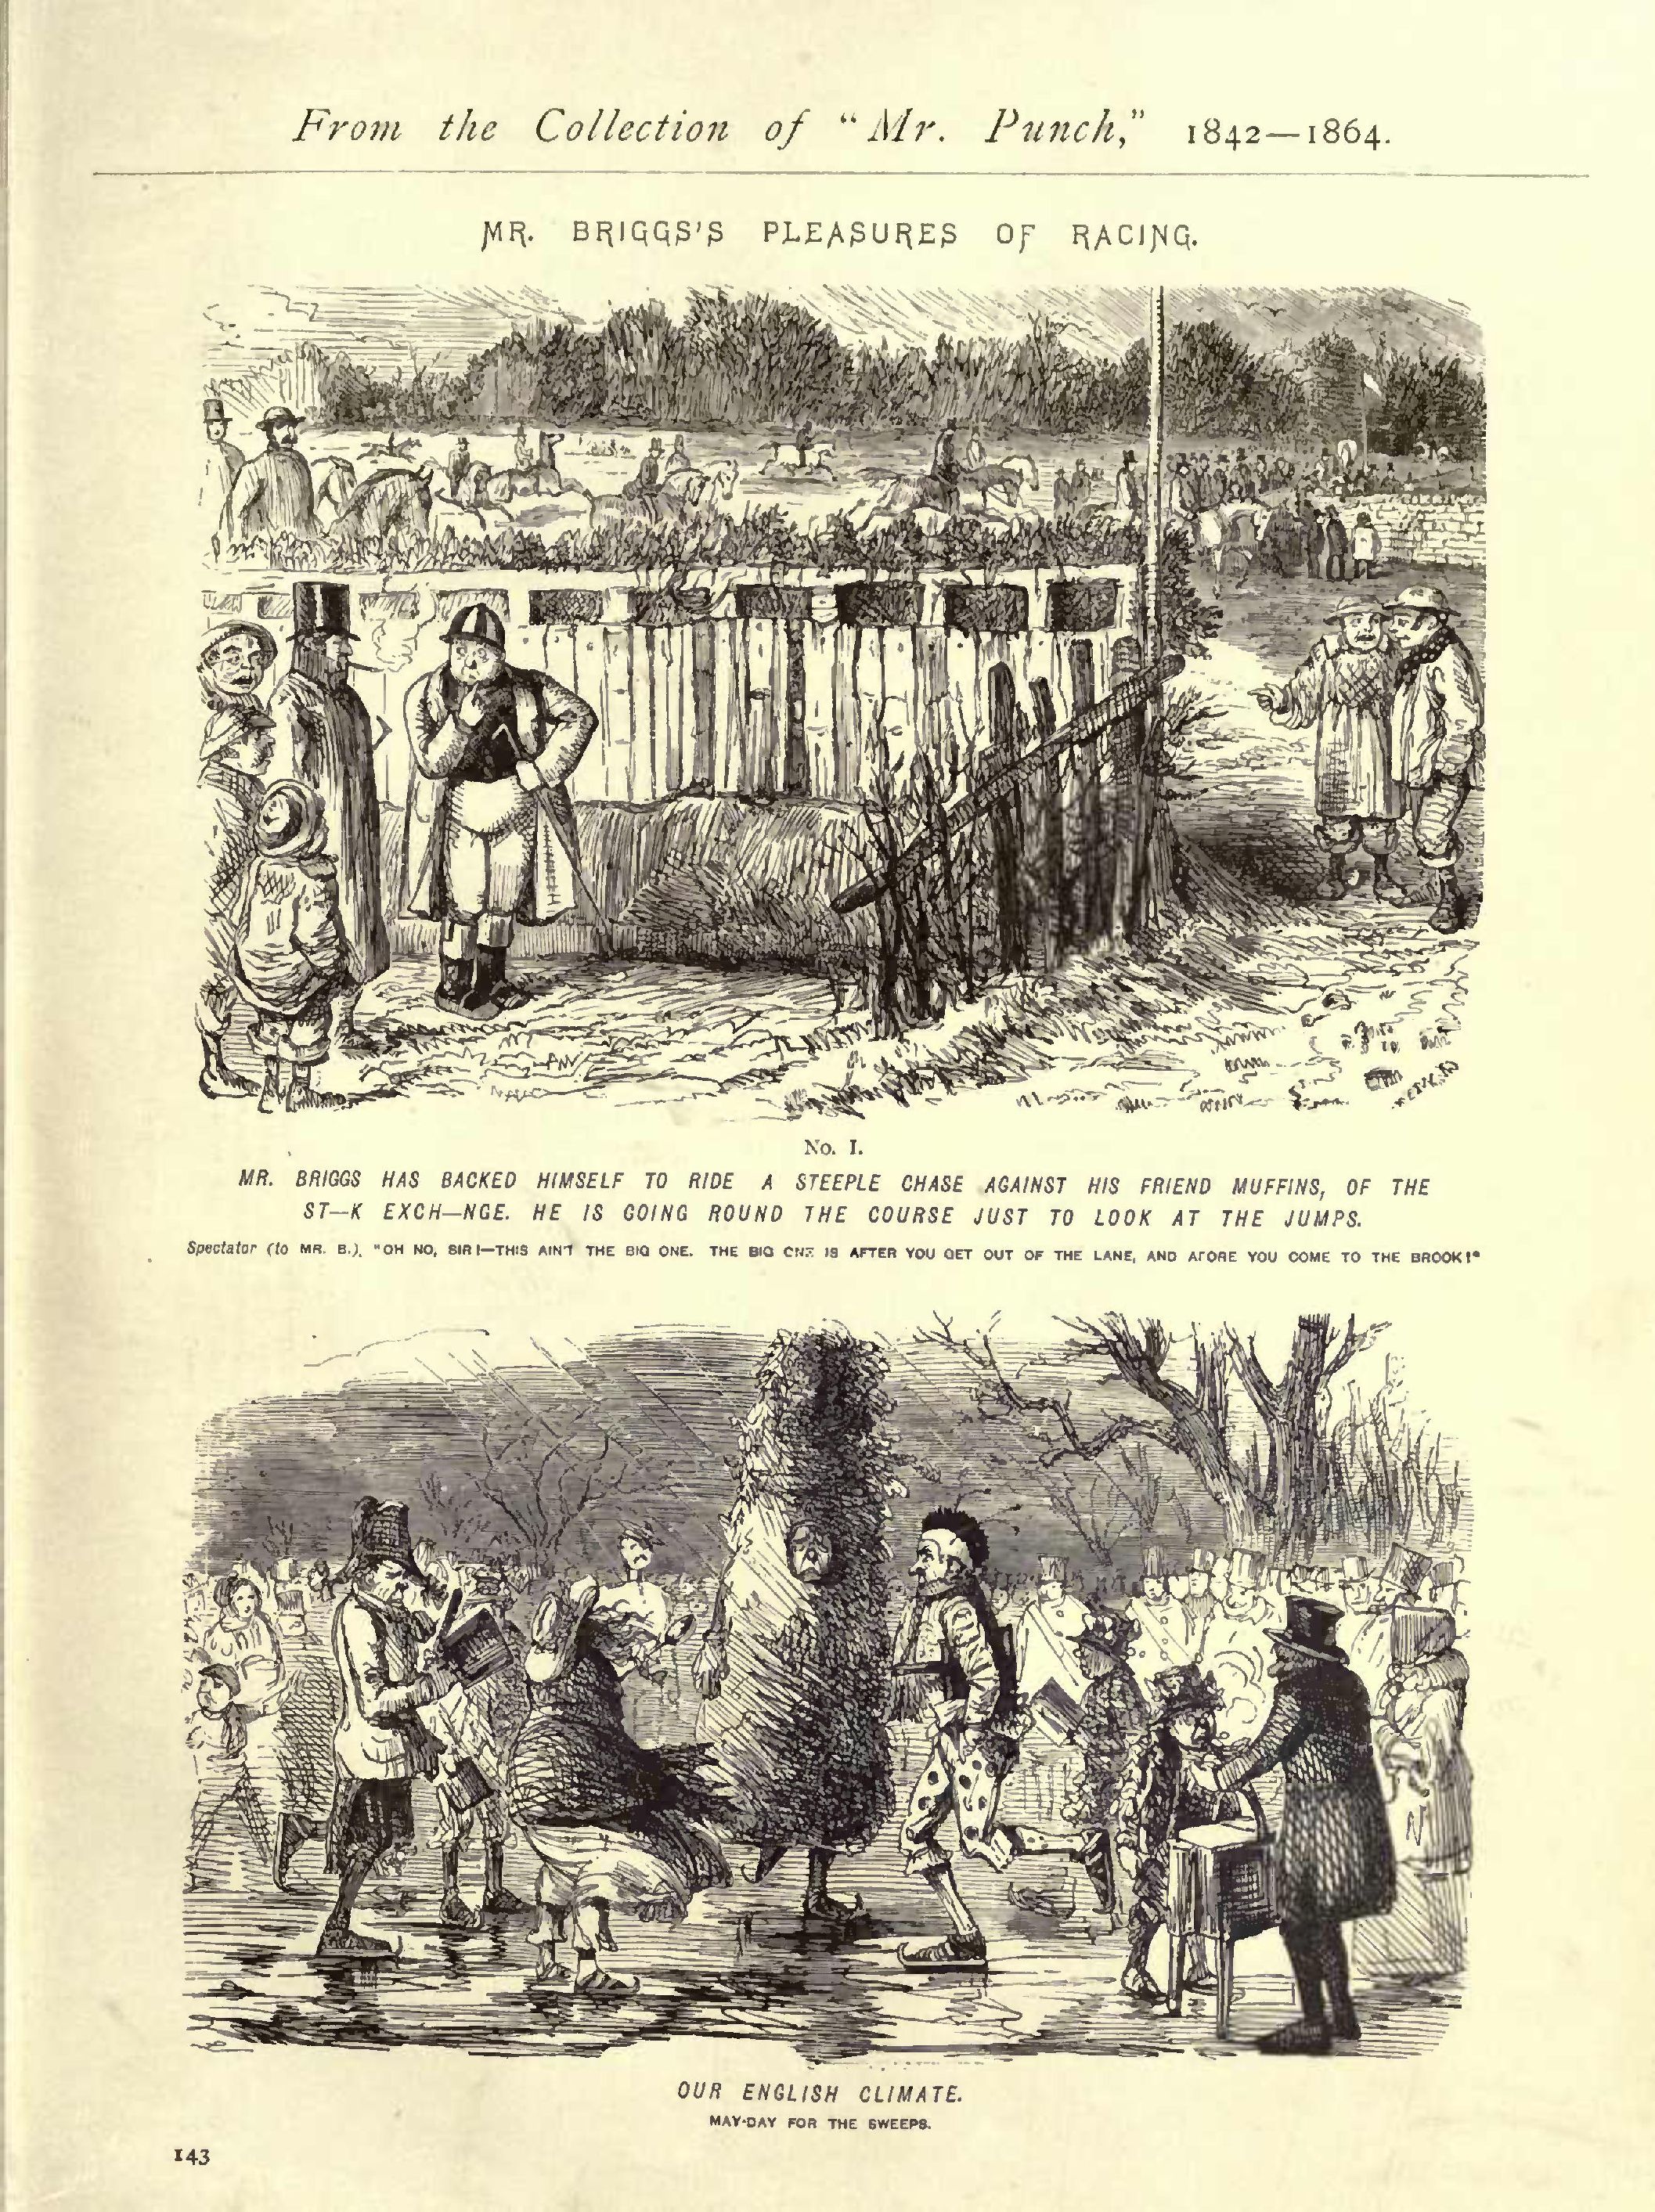 From the Collection of "Mr. Punch," 1842—1864.
MR. BRIGGS'S PLEASURES OF RACING.
No. I.
MR. BRIGGS HAS BACKED HIMSELF TO RIDE A STEEPLE CHASE AGAINST HIS FRIEND MUFFINS, OF THE
ST—K EXCH—NGE. HE IS GOING ROUND THE COURSE JUST TO LOOK AT THE JUMPS.
Spectator (to MR. B.). "OH NO, SIR!—THIS AIN'T THE BIG ONE. THE BIG ONE IS AFTER YOU GET OUT OF THE LANE, AND AFORE YOU COME TO THE BROOK!"
OUR ENGLISH CLIMATE.
MAY-DAY FOR THE SWEEPS.
143